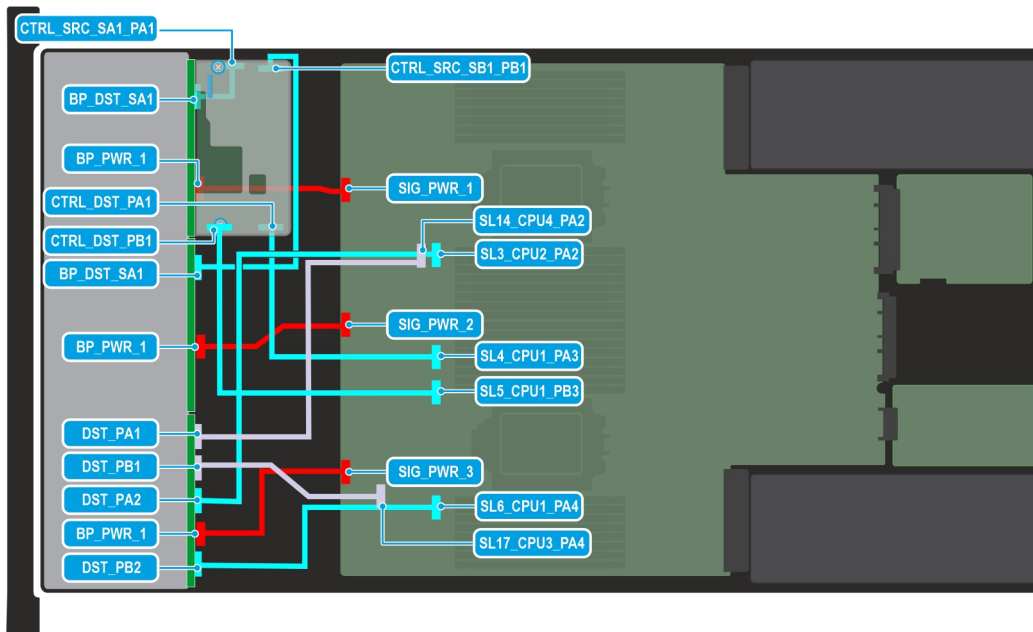 CTRL_SRC_SA1_PA1
CTRL_SRC_SB1_PB1
BP_DST_SA1
BP_PWR_1
SIG_PWR_1
CTRL_DST_PA1
SL14_CPU4_PA2
CTRL_DST_PB1
SL3_CPU2_PA2
BP_DST_SA1
SIG_PWR_2
BP_PWR_1
SL4_CPU1_PA3
SL5_CPU1_PB3
DST_PA1
DST_PB1
SIG_PWR_3
DST_PA2
SL6_CPU1_PA4
BP_PWR_1
SL17_CPU3_PA4
DST_PB2